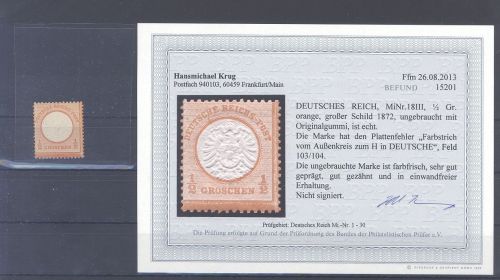 Hansmichael Krug
Postfach 940103, 60459 Frankfurt/Main
Ffm 26.08.2013
BEFUND 15201
DEUTSCHES REICH, MiNr.18III, ½ Gr.
orange, großer Schild 1872, ungebraucht mit
Originalgummi, ist echt.
Die Marke hat den Plattenfehler „Farbstrich
vom Außenkreis zum H in DEUTSCHE“, Feld
103/104.
Die ungebrauchte Marke ist farbfrisch, sehr gut
geprägt, gut gezähnt und in einwandfreier
Erhaltung.
Nicht signiert.
DEUTSCHE REICHS-POST
1/2 1/2
GROSCHEN
Prüfgebiet: Deutsches Reich Mi.-Nr. 1 - 30
Die Prüfung erfolgte auf Grund der Prüfordnung des Bundes der Philatelistischen Prüfer e.V.